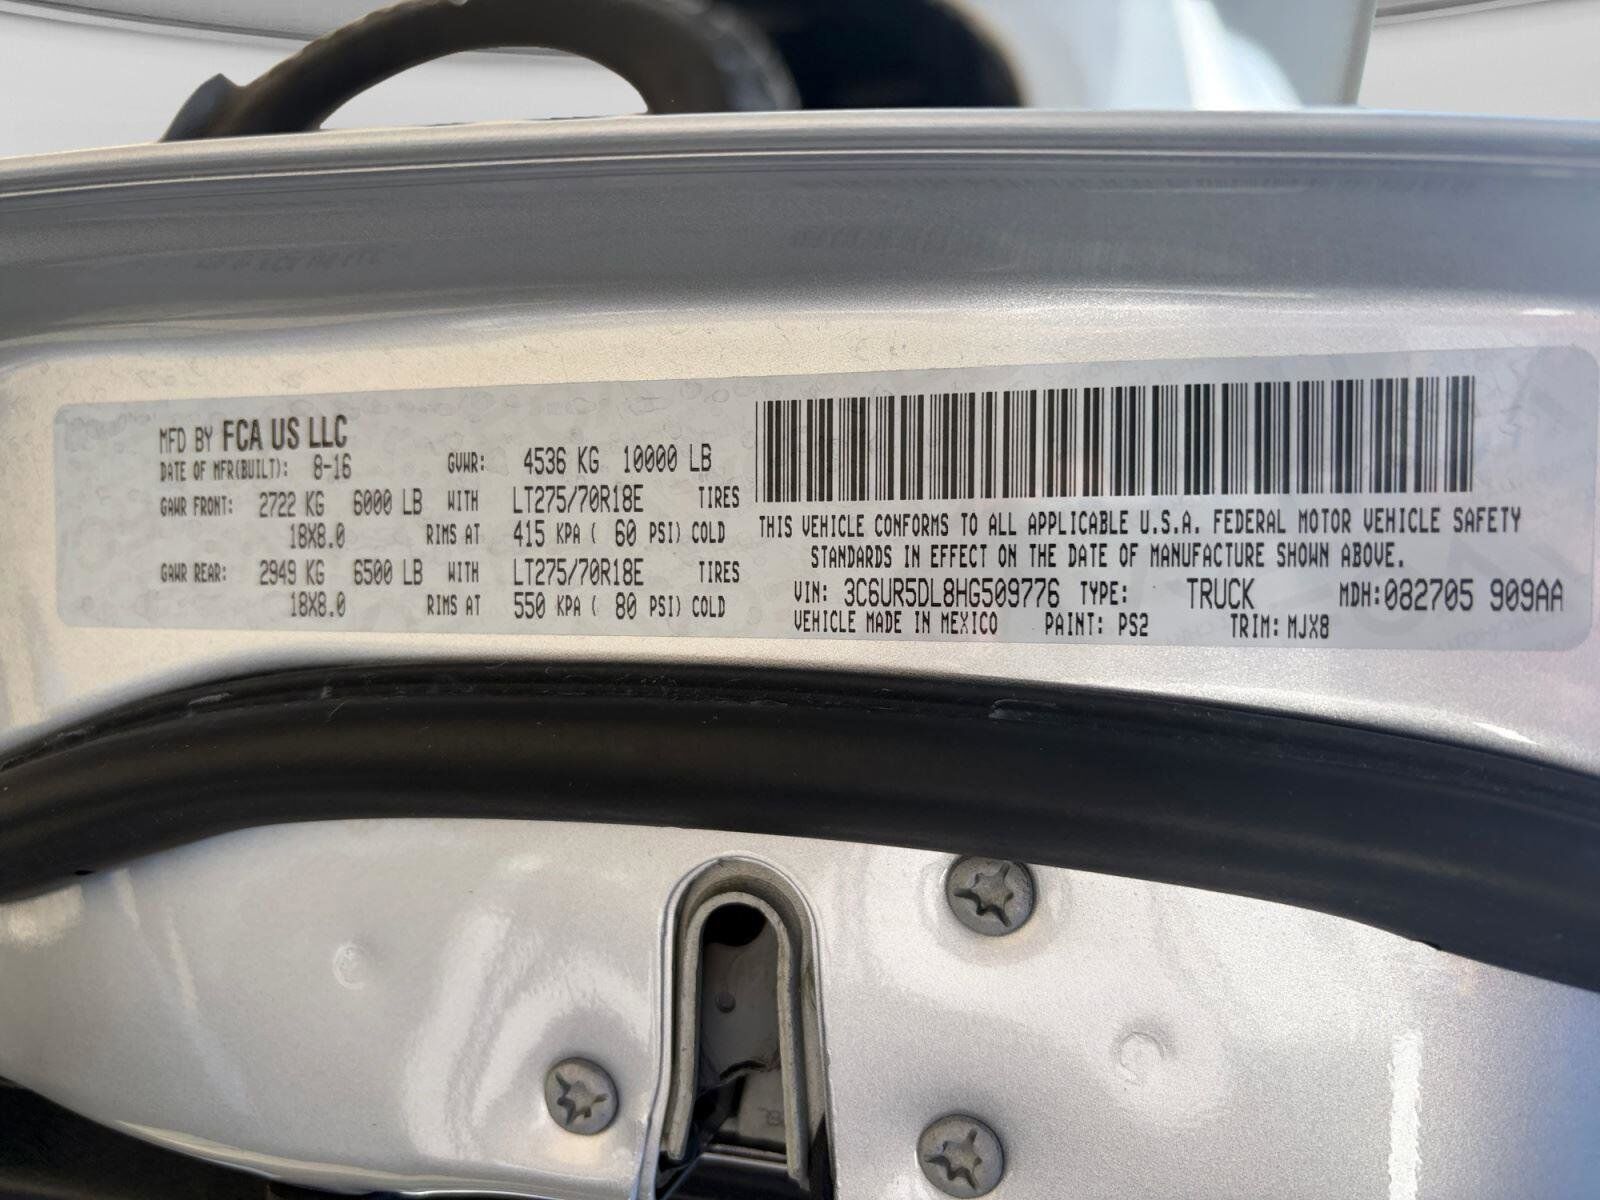 MFD BY FCA US LLC
DATE OF MFR(BUILT): 8-16 GVWR: 4536 KG 10000 LB
GAWR FRONT: 2722 KG 6000 LB WITH LT275/70R18E TIRES
18X8.0 RIMS AT 415 KPA ( 60 PSI) COLD
GAWR REAR: 2949 KG 6500 LB WITH LT275/70R18E TIRES
18X8.0 RIMS AT 550 KPA ( 80 PSI) COLD
THIS VEHICLE CONFORMS TO ALL APPLICABLE U.S.A. FEDERAL MOTOR VEHICLE SAFETY
STANDARDS IN EFFECT ON THE DATE OF MANUFACTURE SHOWN ABOVE.
VIN: 3C6UR5DL8HG509776 TYPE: TRUCK MDH:082705 909AA
VEHICLE MADE IN MEXICO PAINT: PS2 TRIM: MJX8